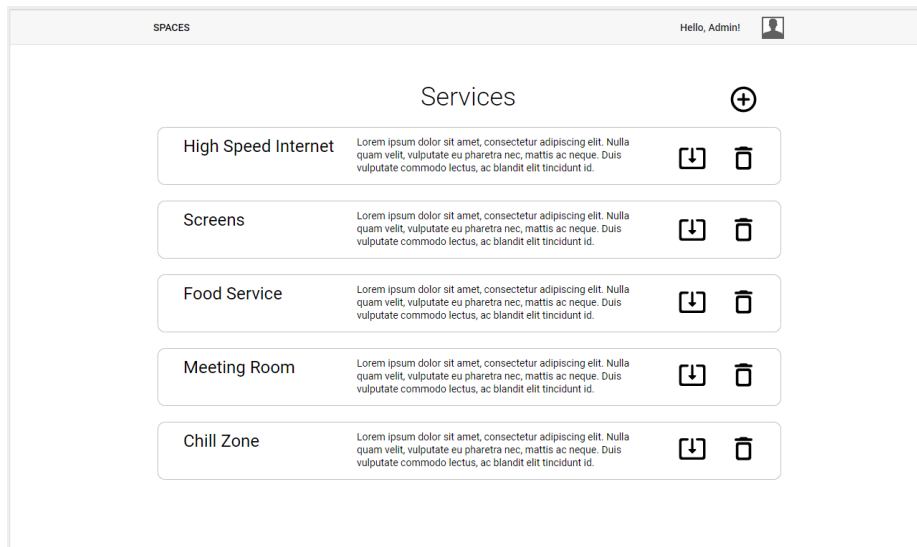 SPACES
Hello, Admin!
Services
High Speed Internet
Lorem ipsum dolor sit amet, consectetur adipiscing elit. Nulla
quam velit, vulputate eu pharetra nec, mattis ac neque. Duis
vulputate commodo lectus, ac blandit elit tincidunt id.
Screens
Lorem ipsum dolor sit amet, consectetur adipiscing elit. Nulla
quam velit, vulputate eu pharetra nec, mattis ac neque. Duis
vulputate commodo lectus, ac blandit elit tincidunt id.
Food Service
Lorem ipsum dolor sit amet, consectetur adipiscing elit. Nulla
quam velit, vulputate eu pharetra nec, mattis ac neque. Duis
vulputate commodo lectus, ac blandit elit tincidunt id.
Meeting Room
Lorem ipsum dolor sit amet, consectetur adipiscing elit. Nulla
quam velit, vulputate eu pharetra nec, mattis ac neque. Duis
vulputate commodo lectus, ac blandit elit tincidunt id.
Chill Zone
Lorem ipsum dolor sit amet, consectetur adipiscing elit. Nulla
quam velit, vulputate eu pharetra nec, mattis ac neque. Duis
vulputate commodo lectus, ac blandit elit tincidunt id.